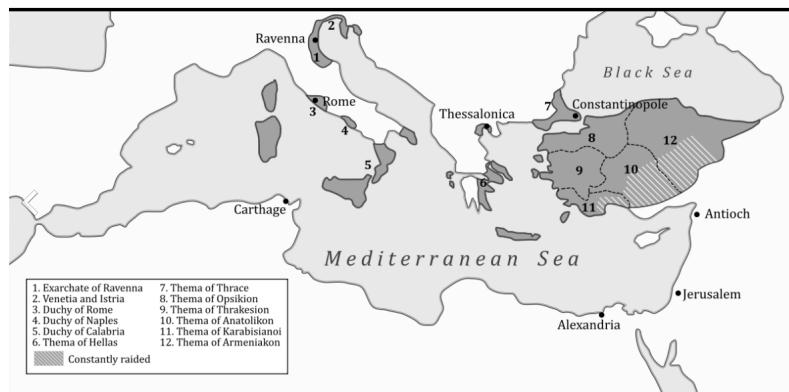 2
Ravenna
1
Black Sea
Rome
3
7
Constantinopole
Thessalonica
4
8
12
5
9
10
6
11
Carthage
Antioch
Mediterranean Sea
Jerusalem
Alexandria
1. Exarchate of Ravenna
2. Venetia and Istria
3. Duchy of Rome
4. Duchy of Naples
5. Duchy of Calabria
6. Thema of Hellas
7. Thema of Thrace
8. Thema of Opsikion
9. Thema of Thrakesion
10. Thema of Anatolikon
11. Thema of Karabisianoi
12. Thema of Armeniakon
Constantly raided